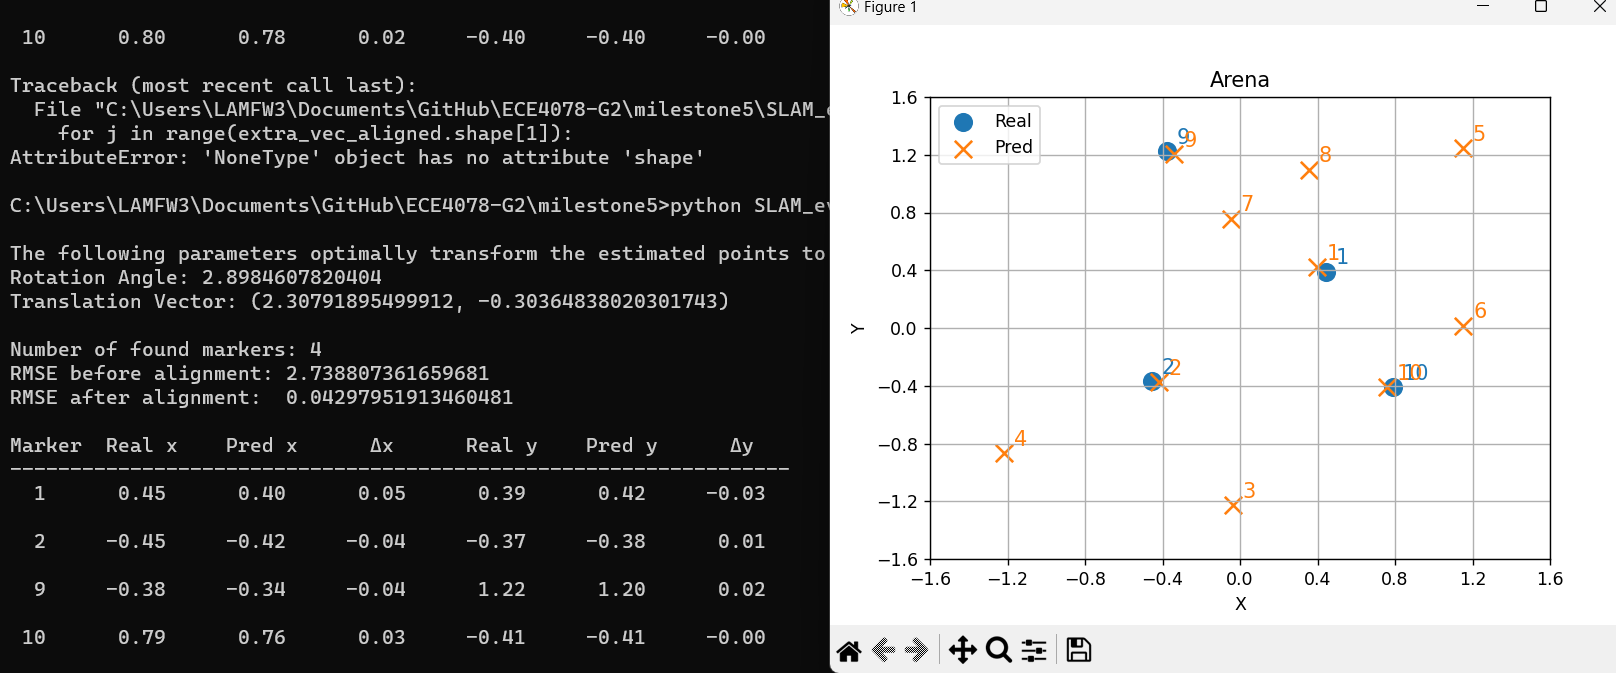 10 0.80 0.78 0.02 −0.40 −0.40 −0.00
Traceback (most recent call last):
File "C:\Users\LAMFW3\Documents\GitHub\ECE4078-G2\milestone5\SLAM_
for j in range(extra_vec_aligned.shape[1]):
AttributeError: 'NoneType' object has no attribute 'shape'
C:\Users\LAMFW3\Documents\GitHub\ECE4078-G2\milestone5>python SLAM_e
The following parameters optimally transform the estimated points to
Rotation Angle: 2.8984607820404
Translation Vector: (2.30791895499912, -0.30364838020301743)
Number of found markers: 4
RMSE before alignment: 2.738807361659681
RMSE after alignment: 0.04297951913460481
Marker Real x Pred x Δx Real y Pred y Δy
-----------------------------------------------------------------
1 0.45 0.40 0.05 0.39 0.42 -0.03
2 -0.45 -0.42 -0.04 -0.37 -0.38 0.01
9 -0.38 -0.34 -0.04 1.22 1.20 0.02
10 0.79 0.76 0.03 -0.41 -0.41 -0.00
Figure 1
Arena
Real
Pred
1.6
1.2
0.8
0.4
0.0
−0.4
−0.8
−1.2
−1.6
Y
9
9
8
5
7
1
1
6
2
2
10
10
4
3
−1.6 −1.2 −0.8 −0.4 0.0 0.4 0.8 1.2 1.6
X